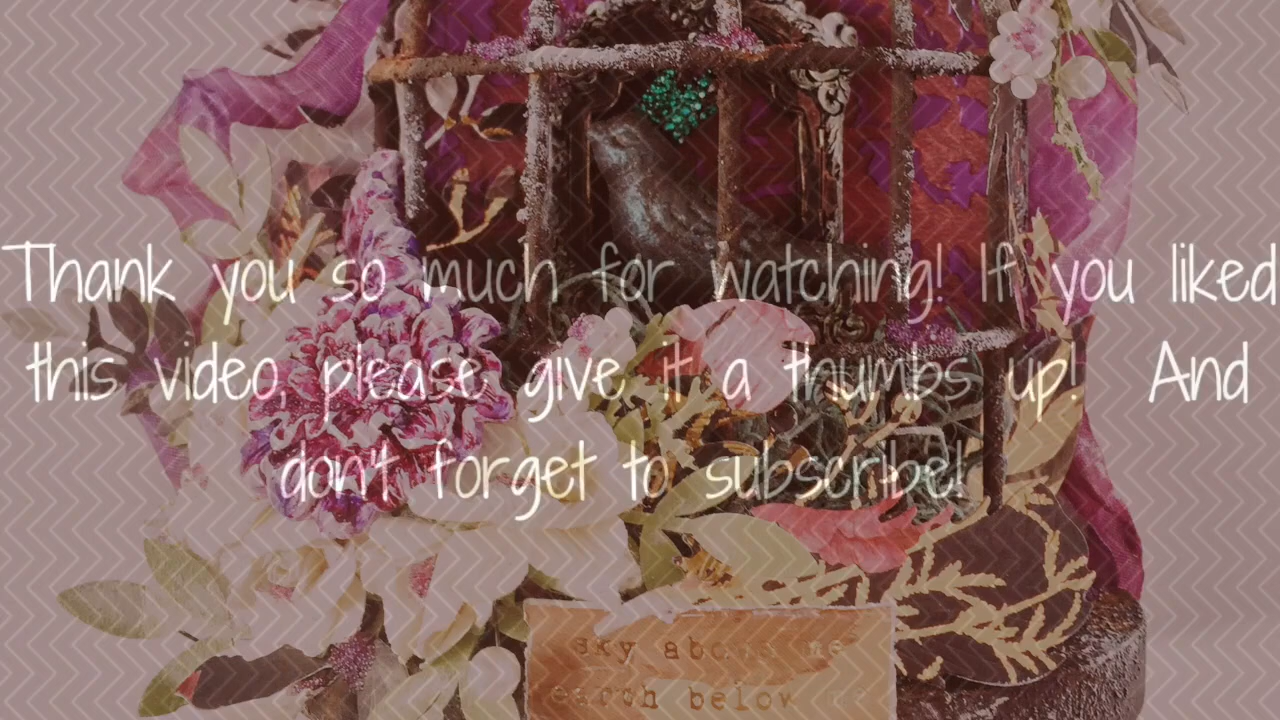 Thank you so much for watching! If you liked
this video, please give it a thumbs up! And
don't forget to subscribe!
sky above me
earth below me